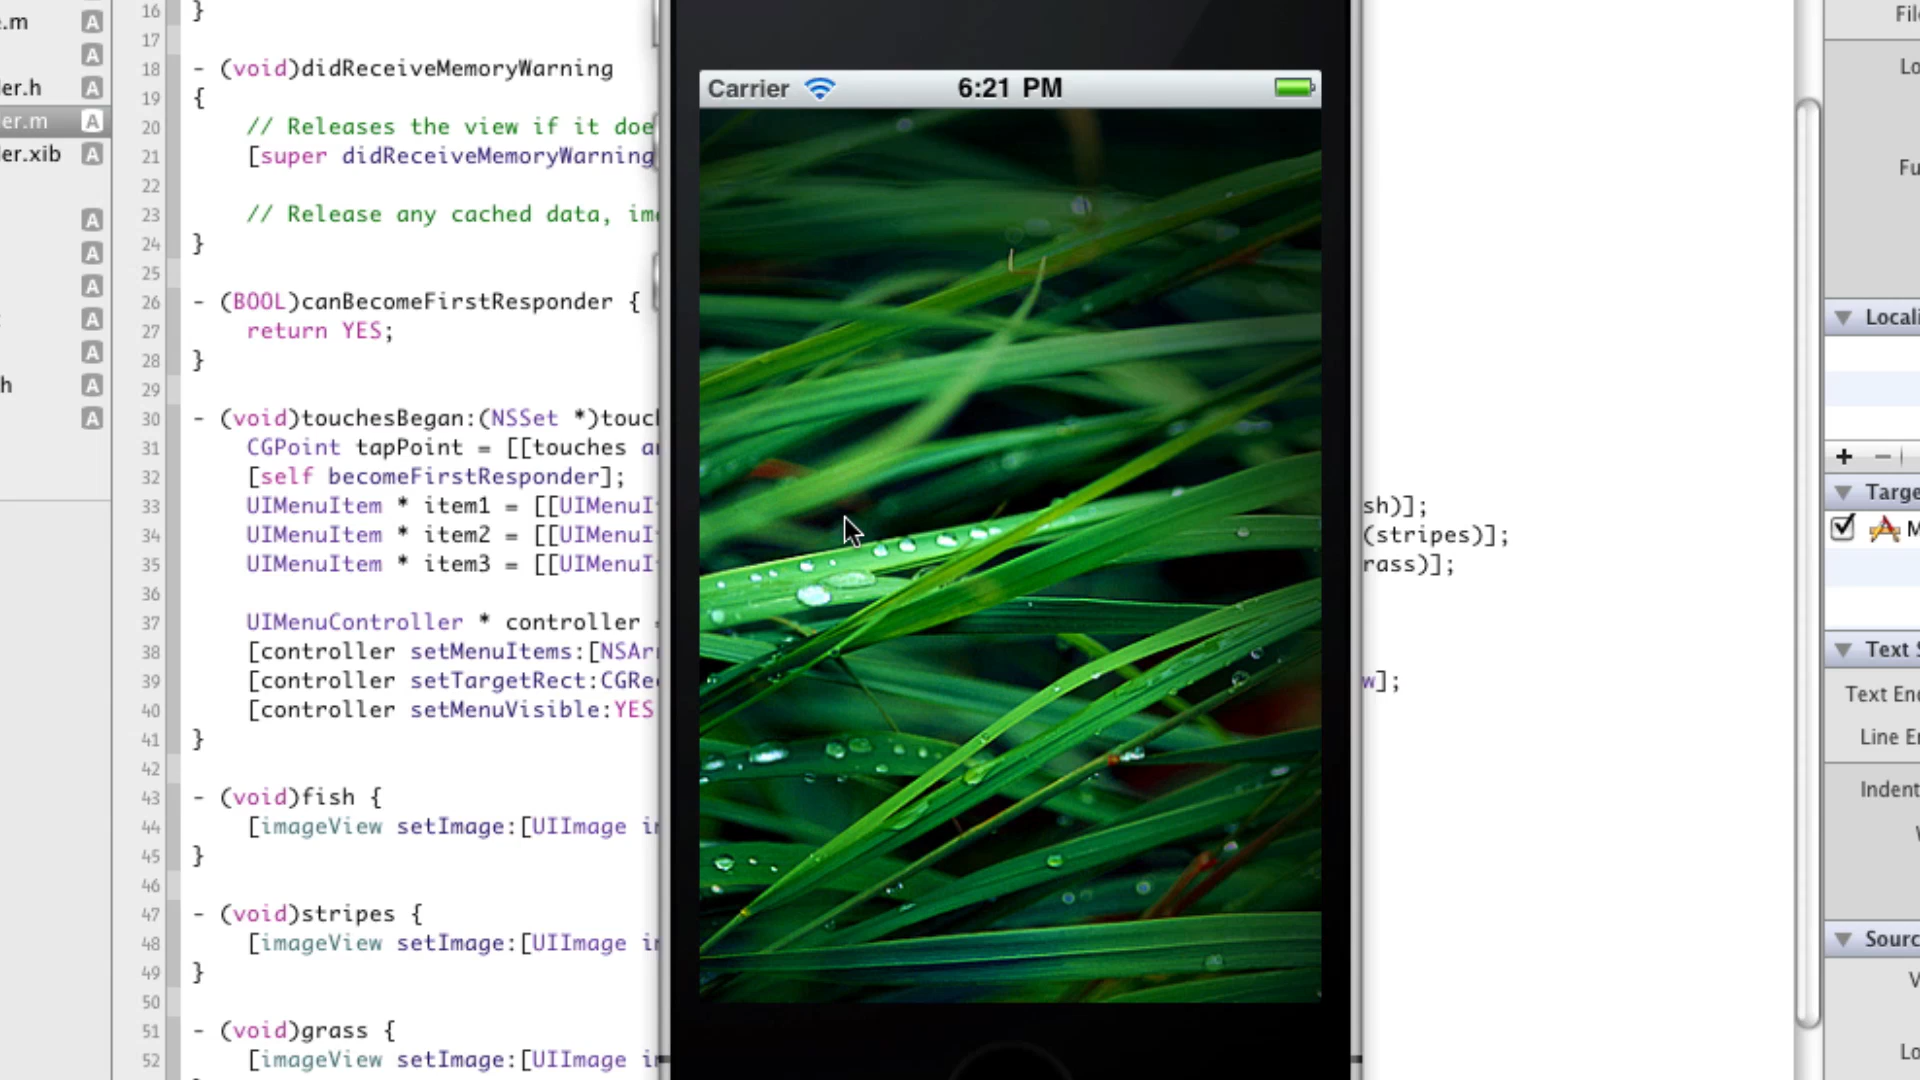 .m
er.h
er.m
er.xib
h
A
16 }
17
18 - (void)didReceiveMemoryWarning
19 {
20 // Releases the view if it doe
21 [super didReceiveMemoryWarning
22
23 // Release any cached data, im
24 }
25
26 - (BOOL)canBecomeFirstResponder {
27 return YES;
28 }
29
30 - (void)touchesBegan:(NSSet *)touc
31 CGPoint tapPoint = [[touches a
32 [self becomeFirstResponder];
33 UIMenuItem * item1 = [[UIMenuI sh)];
34 UIMenuItem * item2 = [[UIMenuI (stripes)];
35 UIMenuItem * item3 = [[UIMenuI rass)];
36
37 UIMenuController * controller =
38 [controller setMenuItems:[NSAr
39 [controller setTargetRect:CGRe w];
40 [controller setMenuVisible:YES
41 }
42
43 - (void)fish {
44 [imageView setImage:[UIImage i
45 }
46
47 - (void)stripes {
48 [imageView setImage:[UIImage i
49 }
50
51 - (void)grass {
52 [imageView setImage:[UIImage i
Carrier 6:21 PM
File
Lo
Fu
Locali
+ −
Targe
M
Text S
Text Enc
Line En
Indent
Sourc
V
Lo